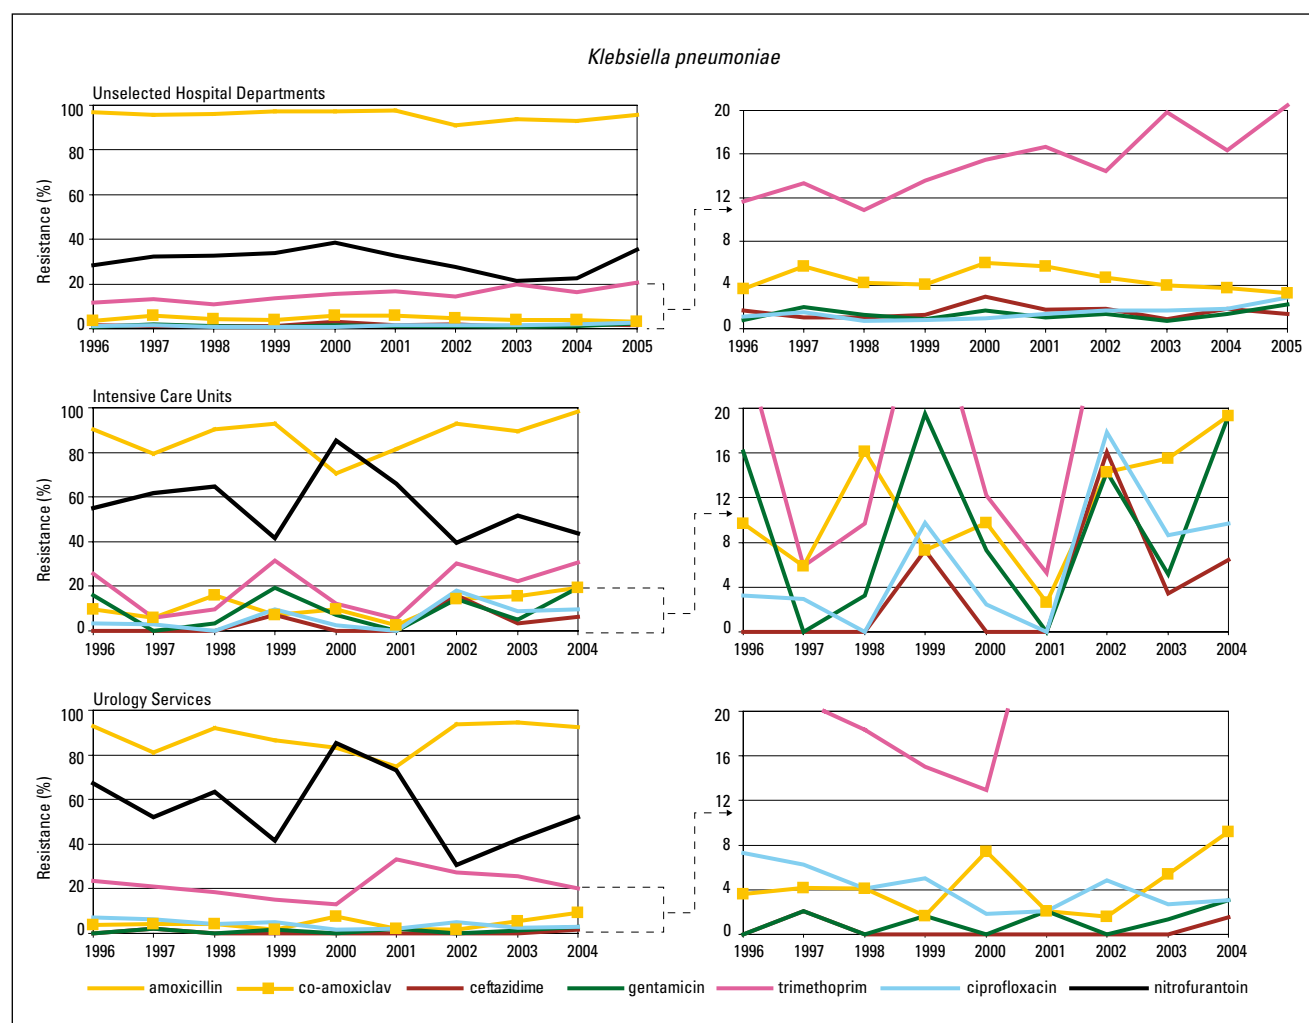 Klebsiella pneumoniae
Unselected Hospital Departments
Resistance (%)
100
80
60
40
20
0
1996 1997 1998 1999 2000 2001 2002 2003 2004 2005
20
16
12
8
4
0
1996 1997 1998 1999 2000 2001 2002 2003 2004 2005
Intensive Care Units
Resistance (%)
100
80
60
40
20
0
1996 1997 1998 1999 2000 2001 2002 2003 2004
20
16
12
8
4
0
1996 1997 1998 1999 2000 2001 2002 2003 2004
Urology Services
Resistance (%)
100
80
60
40
20
0
1996 1997 1998 1999 2000 2001 2002 2003 2004
20
16
12
8
4
0
1996 1997 1998 1999 2000 2001 2002 2003 2004
amoxicillin co-amoxiclav ceftazidime gentamicin trimethoprim ciprofloxacin nitrofurantoin